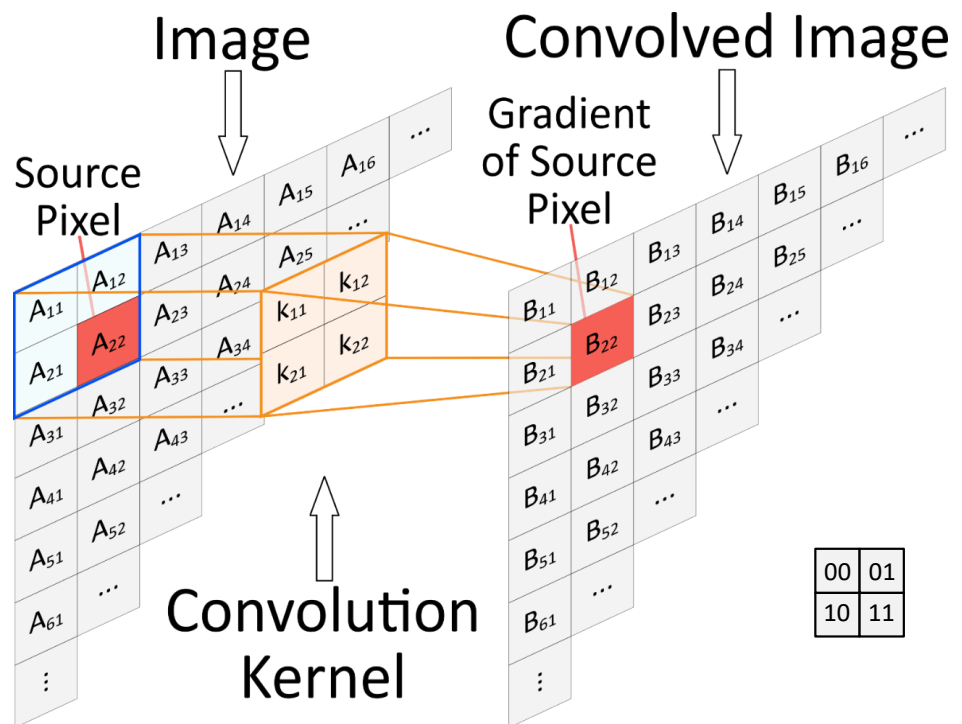 Image
Convolved Image
Source
Pixel
Gradient
of Source
Pixel
A11 A12 A13 A14 A15 A16 ...
A21 A22 A23 A24 A25 ...
A31 A32 A33 A34 ...
A41 A42 A43 ...
A51 A52 ...
A61 ...
⋮
k11 k12
k21 k22
B11 B12 B13 B14 B15 B16 ...
B21 B22 B23 B24 B25 ...
B31 B32 B33 B34 ...
B41 B42 B43 ...
B51 B52 ...
B61 ...
⋮
Convolution
Kernel
00 01
10 11